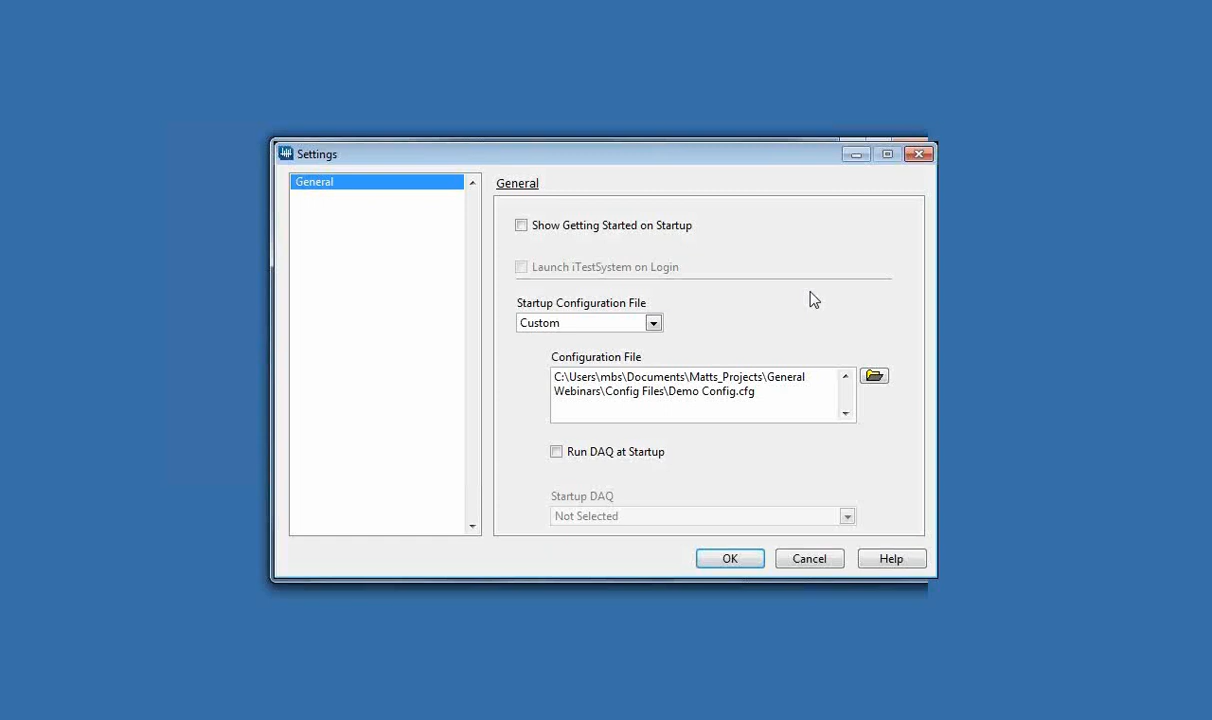 Settings
General
General
Show Getting Started on Startup
Launch iTestSystem on Login
Startup Configuration File
Custom
Configuration File
C:\Users\mbs\Documents\Matts_Projects\General
Webinars\Config Files\Demo Config.cfg
Run DAQ at Startup
Startup DAQ
Not Selected
OK
Cancel
Help